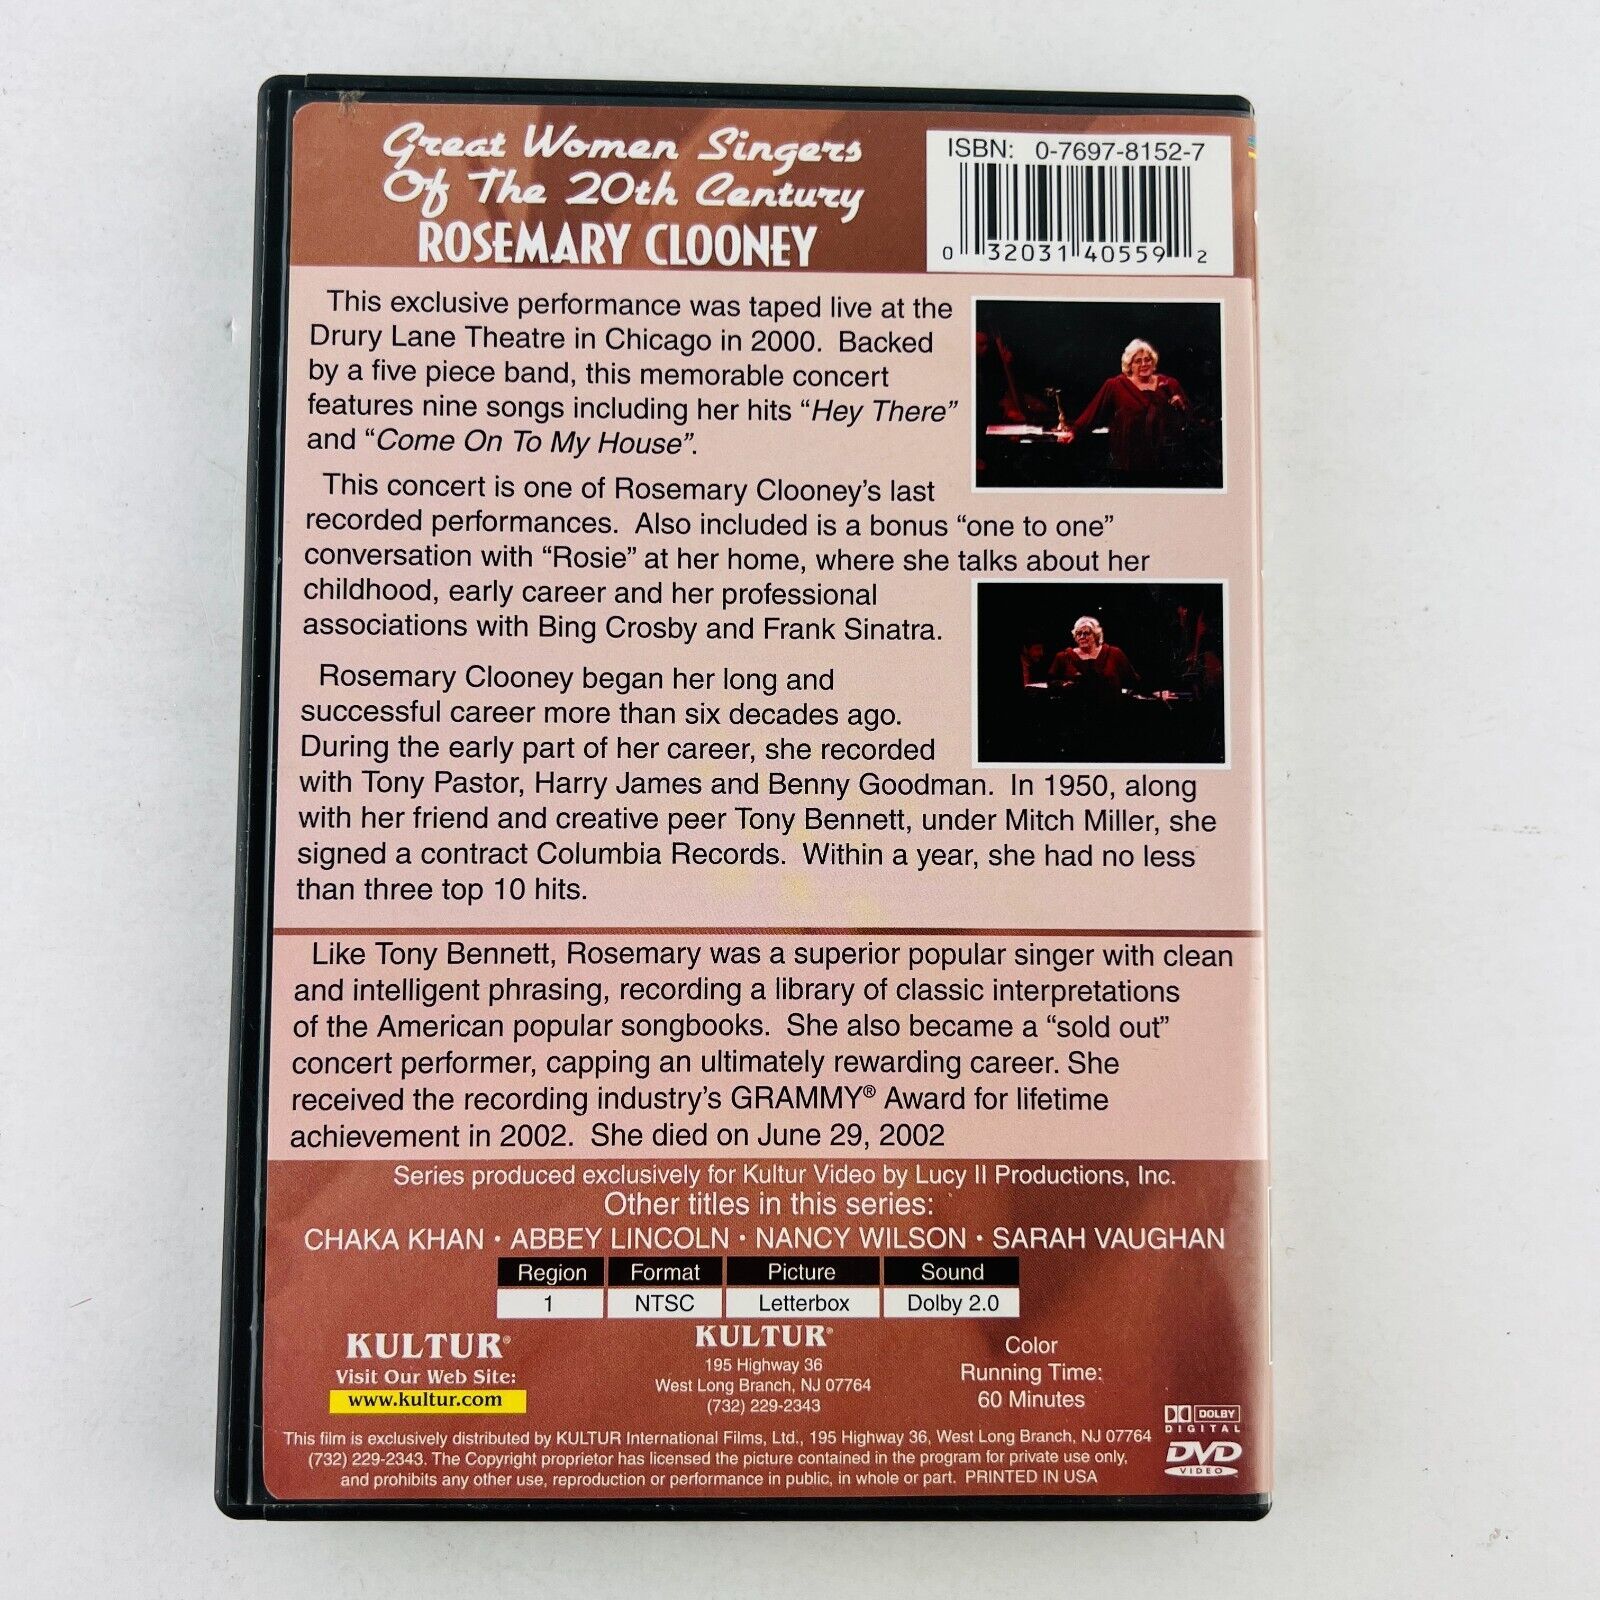 Great Women Singers
Of The 20th Century
ROSEMARY CLOONEY
ISBN: 0-7697-8152-7
0 32031 40559 2
This exclusive performance was taped live at the
Drury Lane Theatre in Chicago in 2000. Backed
by a five piece band, this memorable concert
features nine songs including her hits “Hey There”
and “Come On To My House”.
This concert is one of Rosemary Clooney’s last
recorded performances. Also included is a bonus “one to one”
conversation with “Rosie” at her home, where she talks about her
childhood, early career and her professional
associations with Bing Crosby and Frank Sinatra.
Rosemary Clooney began her long and
successful career more than six decades ago.
During the early part of her career, she recorded
with Tony Pastor, Harry James and Benny Goodman. In 1950, along
with her friend and creative peer Tony Bennett, under Mitch Miller, she
signed a contract Columbia Records. Within a year, she had no less
than three top 10 hits.
Like Tony Bennett, Rosemary was a superior popular singer with clean
and intelligent phrasing, recording a library of classic interpretations
of the American popular songbooks. She also became a “sold out”
concert performer, capping an ultimately rewarding career. She
received the recording industry’s GRAMMY® Award for lifetime
achievement in 2002. She died on June 29, 2002
Series produced exclusively for Kultur Video by Lucy II Productions, Inc.
Other titles in this series:
CHAKA KHAN • ABBEY LINCOLN • NANCY WILSON • SARAH VAUGHAN
Region Format Picture Sound
1 NTSC Letterbox Dolby 2.0
KULTUR®
Visit Our Web Site:
www.kultur.com
KULTUR®
195 Highway 36
West Long Branch, NJ 07764
(732) 229-2343
Color
Running Time:
60 Minutes
DOLBY
DIGITAL
DVD
VIDEO
This film is exclusively distributed by KULTUR International Films, Ltd., 195 Highway 36, West Long Branch, NJ 07764
(732) 229-2343. The Copyright proprietor has licensed the picture contained in the program for private use only,
and prohibits any other use, reproduction or performance in public, in whole or part. PRINTED IN USA